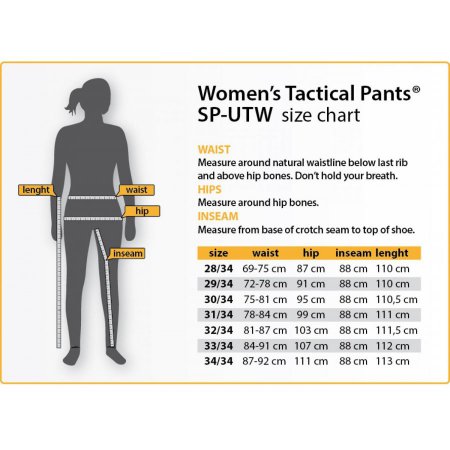 Women's Tactical Pants®
SP-UTW size chart
WAIST
Measure around natural waistline below last rib
and above hip bones. Don't hold your breath.
HIPS
Measure around hip bones.
INSEAM
Measure from base of crotch seam to top of shoe.
lenght
waist
hip
inseam
size waist hip inseam lenght
28/34 69-75 cm 87 cm 88 cm 110 cm
29/34 72-78 cm 91 cm 88 cm 110 cm
30/34 75-81 cm 95 cm 88 cm 110,5 cm
31/34 78-84 cm 99 cm 88 cm 111 cm
32/34 81-87 cm 103 cm 88 cm 111,5 cm
33/34 84-91 cm 107 cm 88 cm 112 cm
34/34 87-92 cm 111 cm 88 cm 113 cm